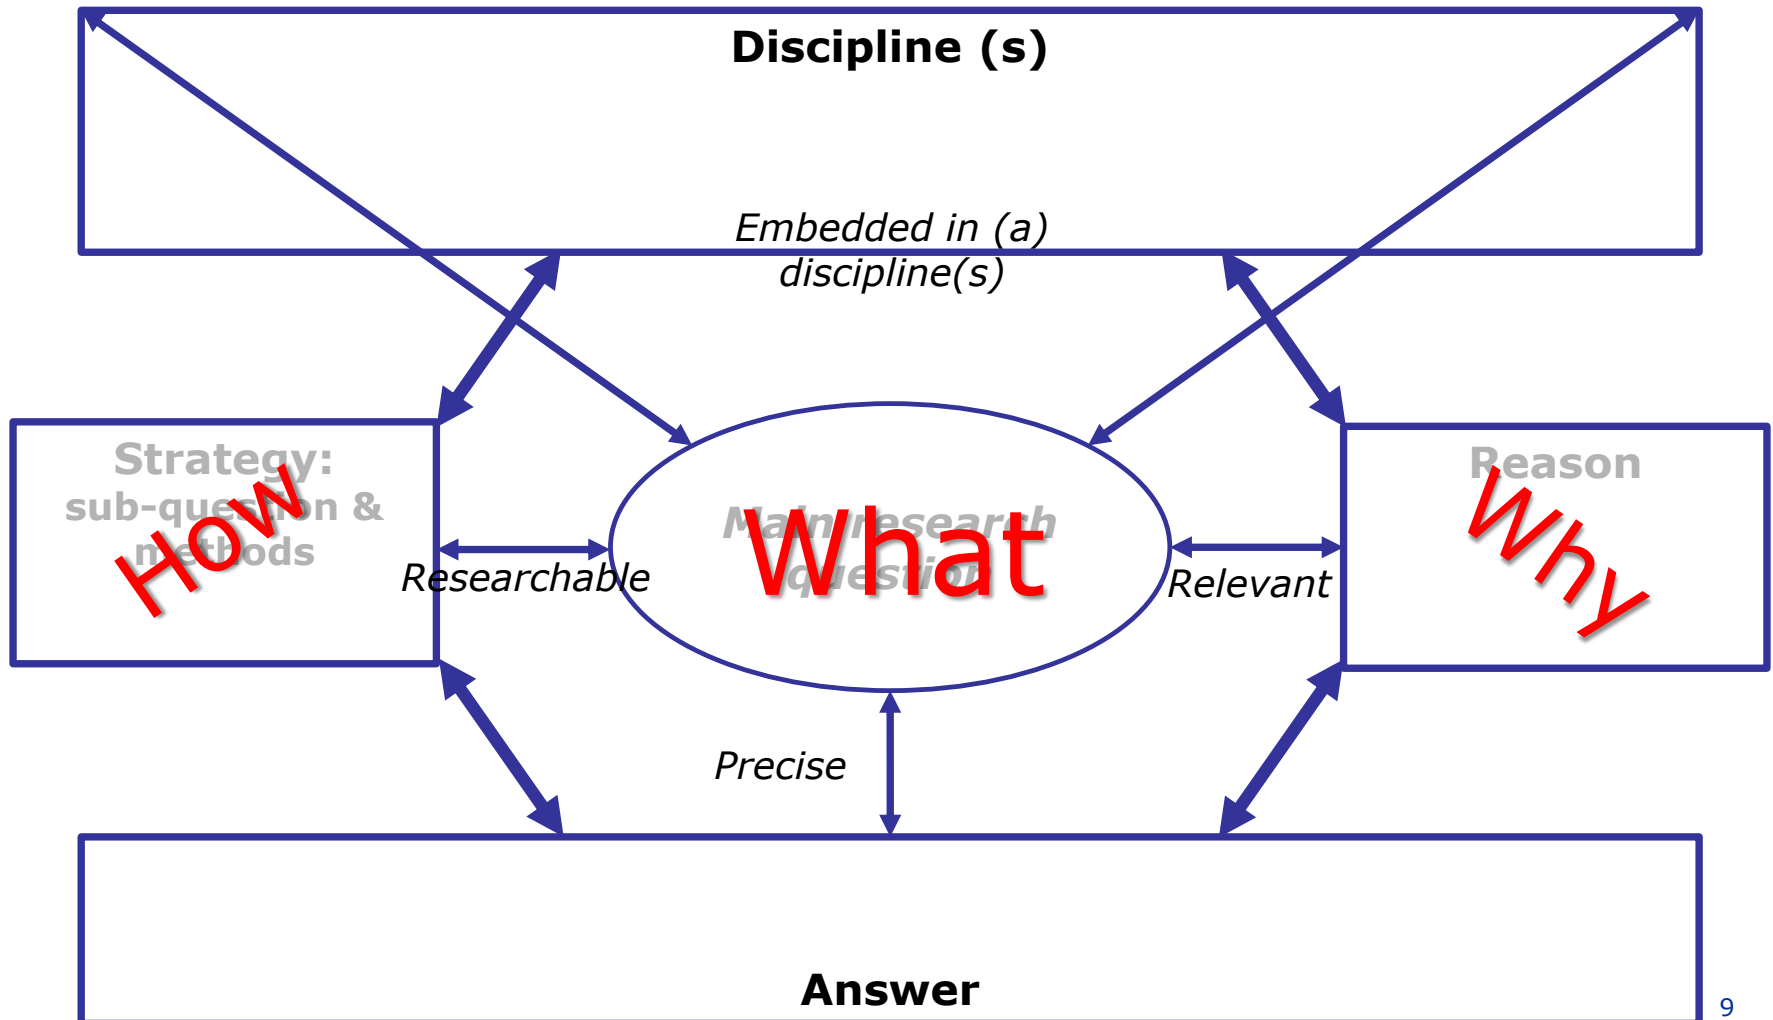 Discipline (s)
Embedded in (a)
discipline(s)
Strategy:
sub-question &
methods
How
Researchable
Main research
question
What
Relevant
Reason
Why
Precise
Answer
9